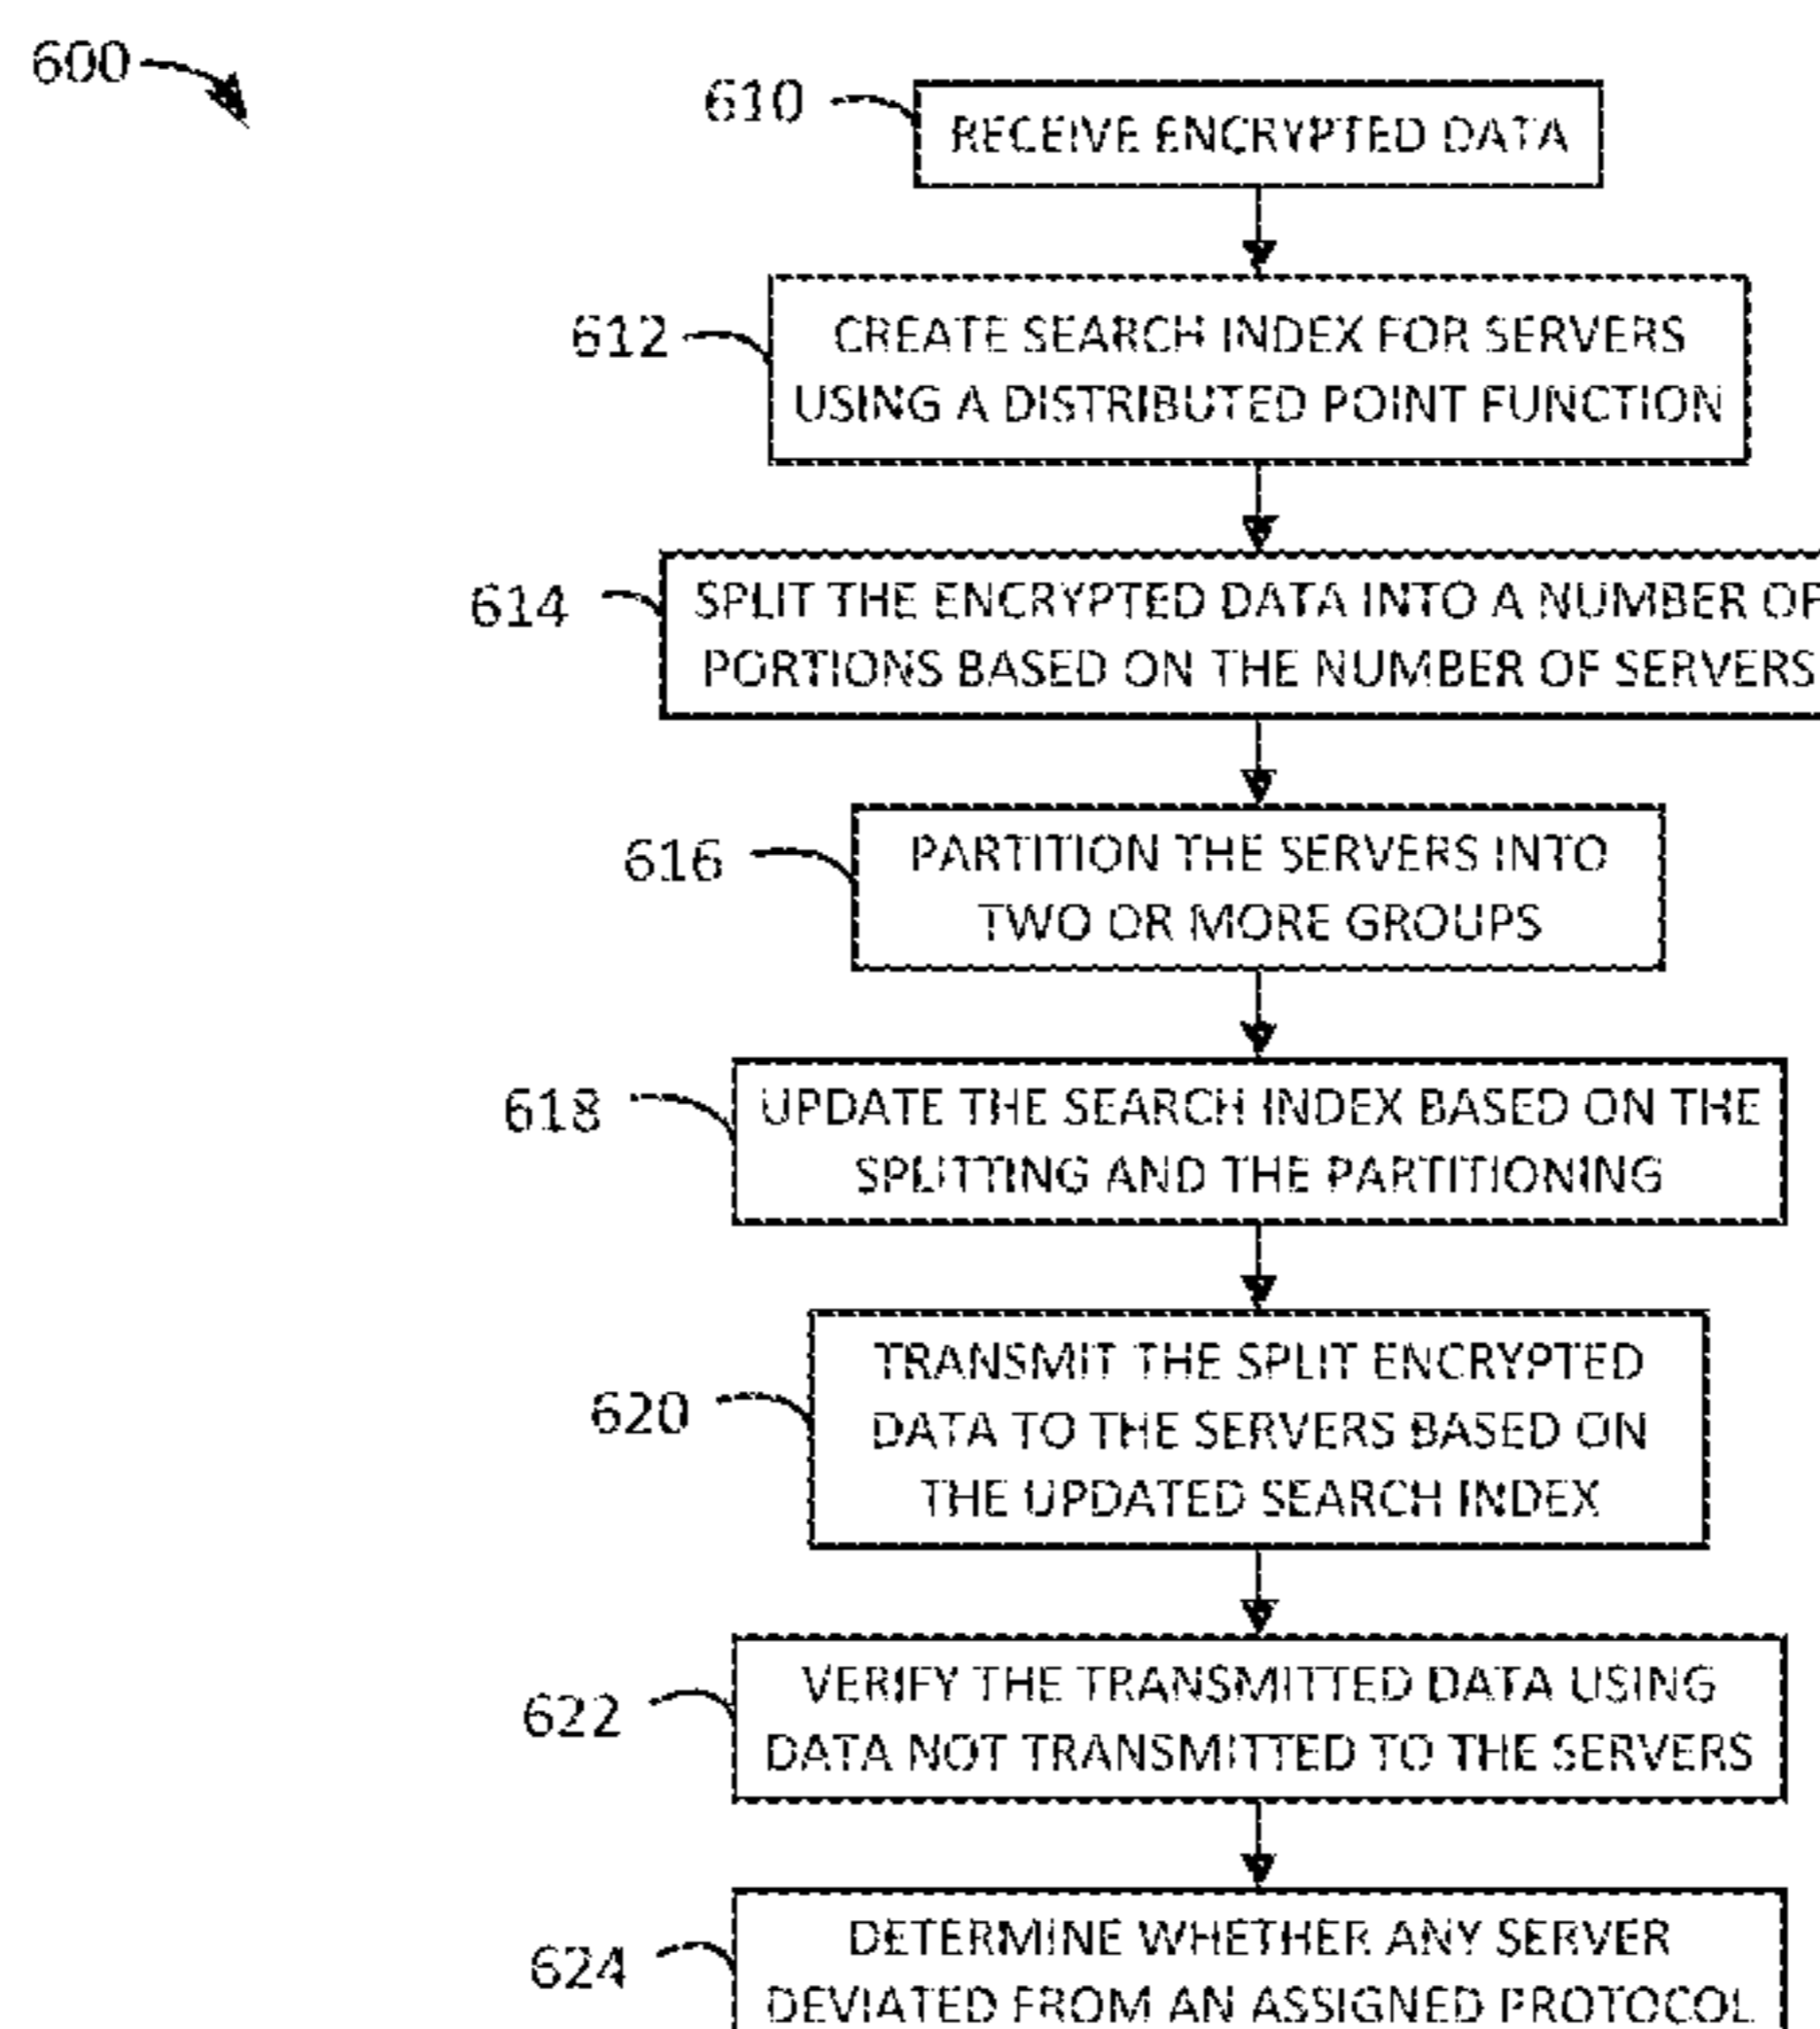 600
610
RECEIVE ENCRYPTED DATA
612
CREATE SEARCH INDEX FOR SERVERS
USING A DISTRIBUTED POINT FUNCTION
614
SPLIT THE ENCRYPTED DATA INTO A NUMBER OF
PORTIONS BASED ON THE NUMBER OF SERVERS
616
PARTITION THE SERVERS INTO
TWO OR MORE GROUPS
618
UPDATE THE SEARCH INDEX BASED ON THE
SPLITTING AND THE PARTITIONING
620
TRANSMIT THE SPLIT ENCRYPTED
DATA TO THE SERVERS BASED ON
THE UPDATED SEARCH INDEX
622
VERIFY THE TRANSMITTED DATA USING
DATA NOT TRANSMITTED TO THE SERVERS
624
DETERMINE WHETHER ANY SERVER
DEVIATED FROM AN ASSIGNED PROTOCOL